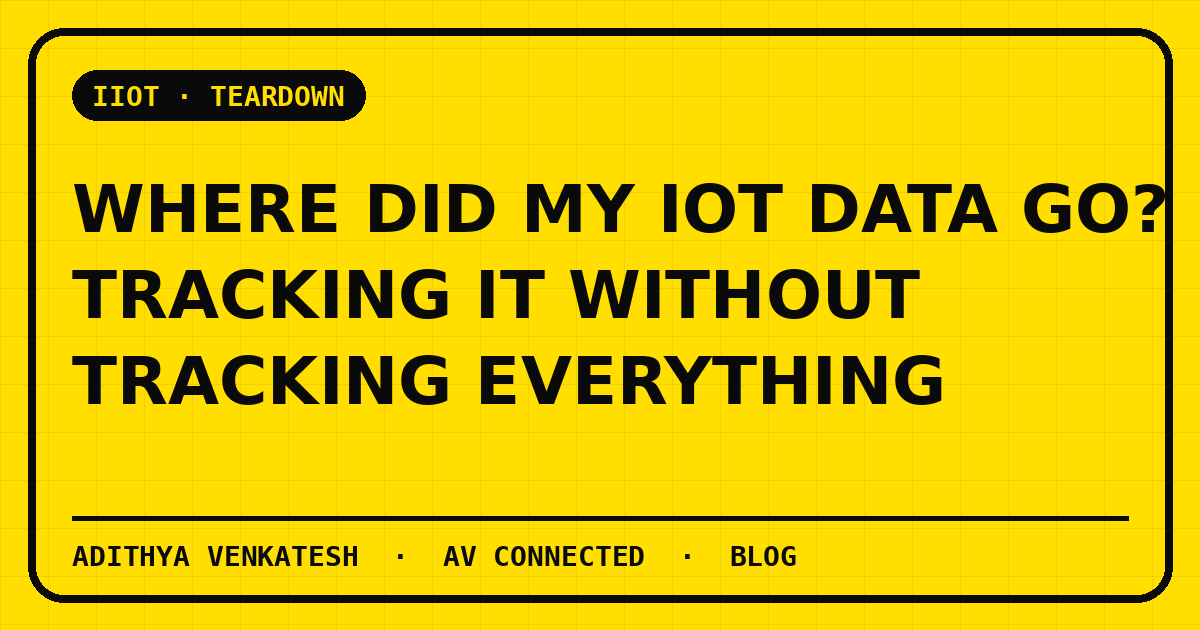 IIOT · TEARDOWN
WHERE DID MY IOT DATA GO?
TRACKING IT WITHOUT
TRACKING EVERYTHING
ADITHYA VENKATESH · AV CONNECTED · BLOG